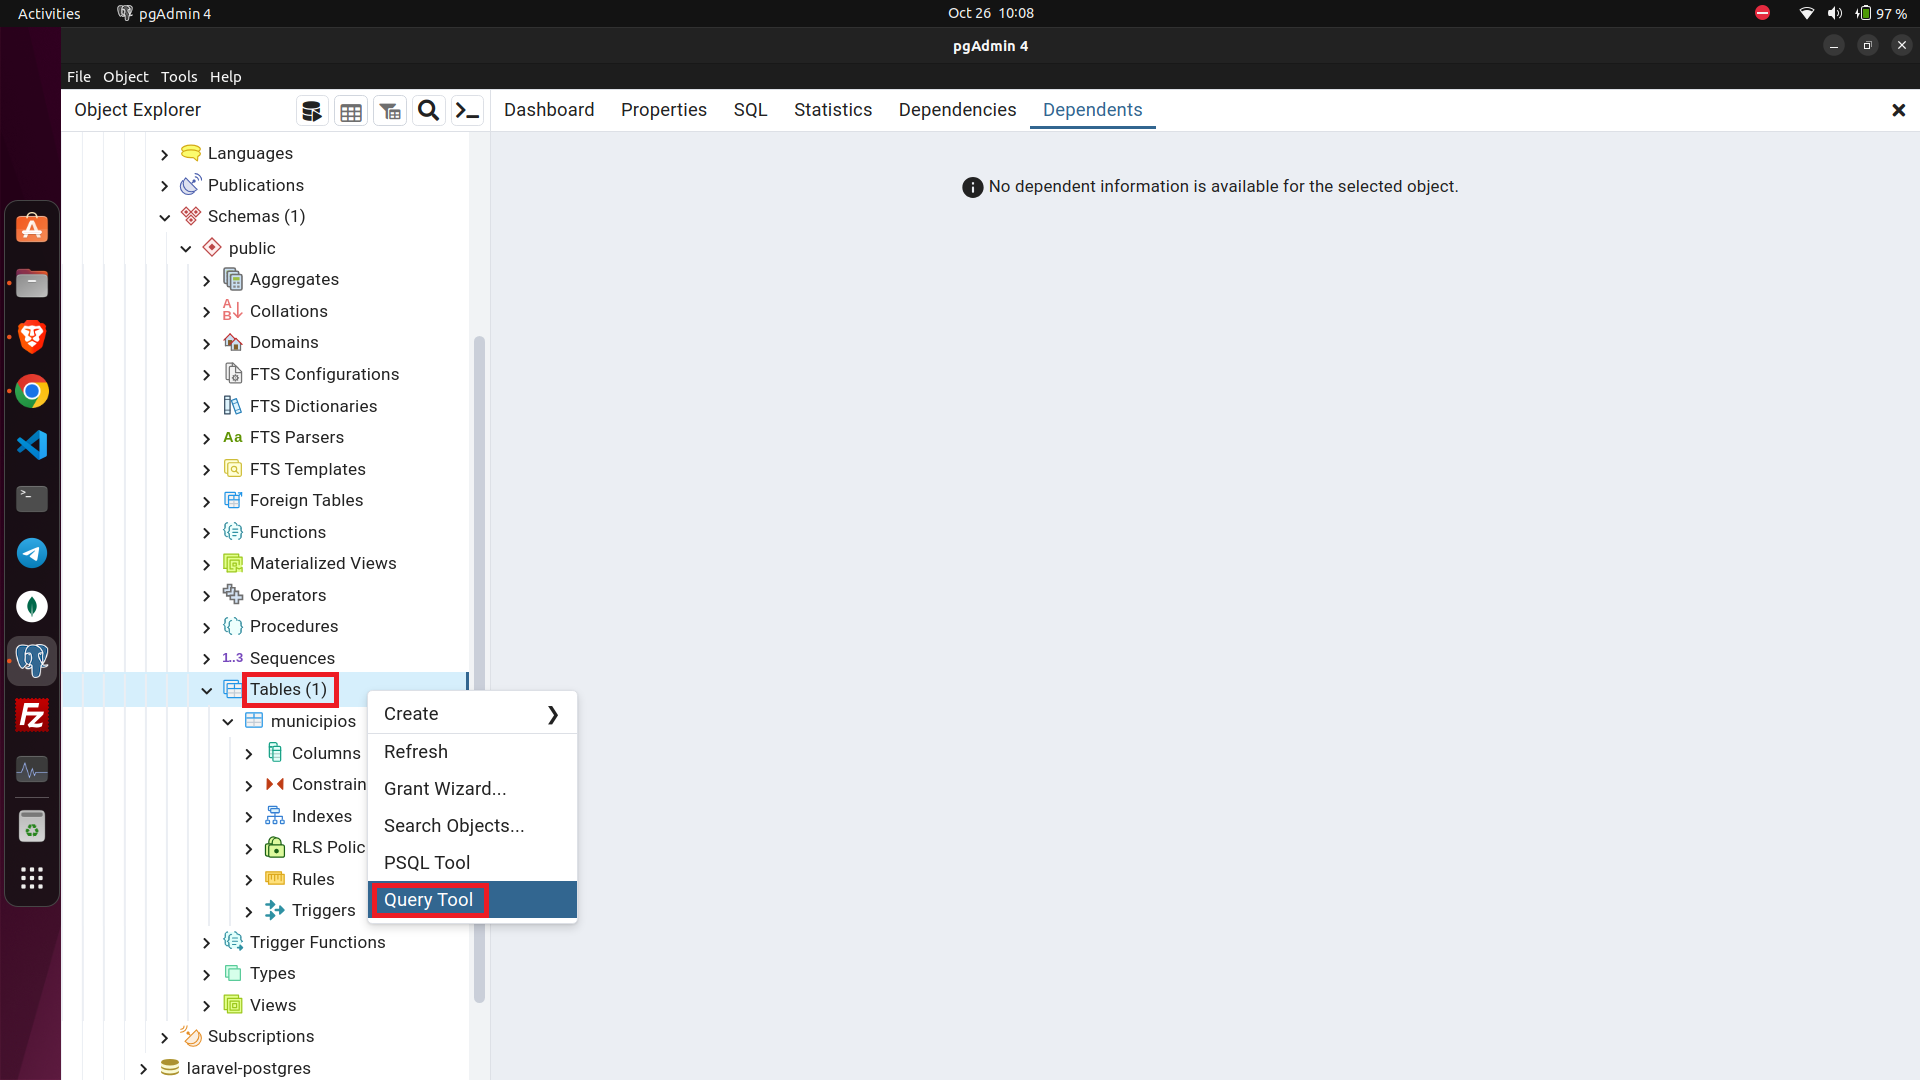 Activities
pgAdmin 4
Oct 26 10:08
97 %
pgAdmin 4
File Object Tools Help
Object Explorer
Dashboard Properties SQL Statistics Dependencies Dependents
No dependent information is available for the selected object.
Languages
Publications
Schemas (1)
public
Aggregates
Collations
Domains
FTS Configurations
FTS Dictionaries
Aa FTS Parsers
FTS Templates
Foreign Tables
Functions
Materialized Views
Operators
Procedures
1..3 Sequences
Tables (1)
municipios
Columns
Constrain
Indexes
RLS Polic
Rules
Triggers
Trigger Functions
Types
Views
Subscriptions
laravel-postgres
Create
Refresh
Grant Wizard...
Search Objects...
PSQL Tool
Query Tool